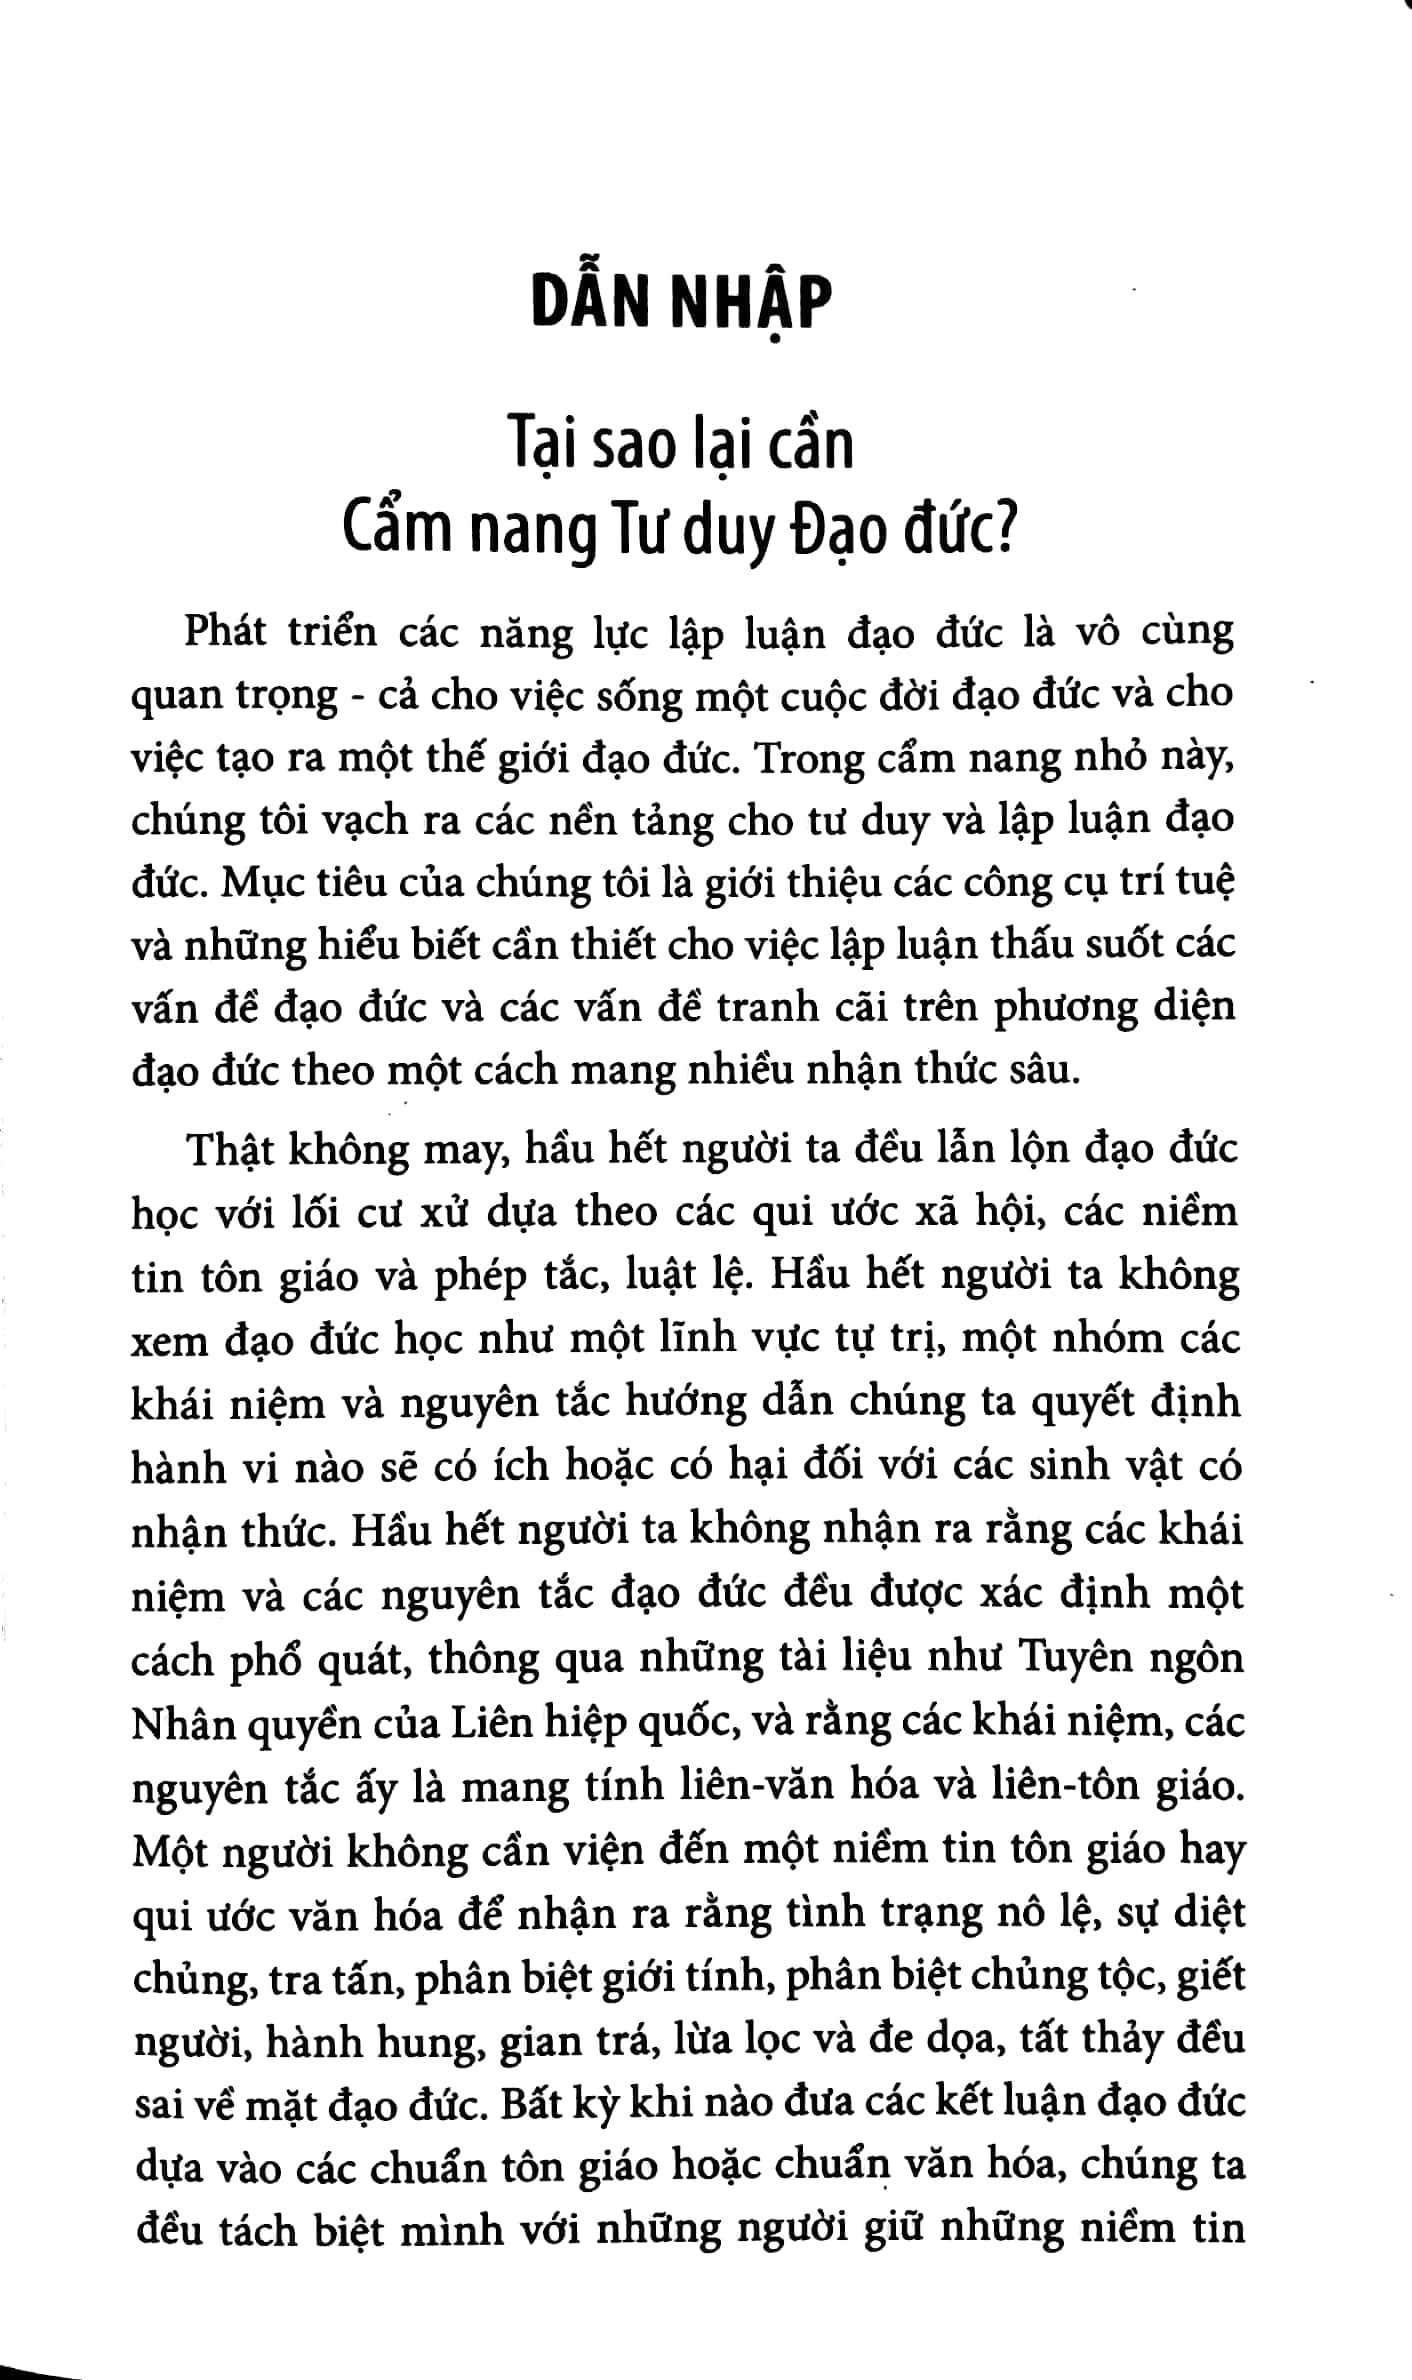 DẪN NHẬP
Tại sao lại cần
Cẩm nang Tư duy Đạo đức?
Phát triển các năng lực lập luận đạo đức là vô cùng
quan trọng - cả cho việc sống một cuộc đời đạo đức và cho
việc tạo ra một thế giới đạo đức. Trong cẩm nang nhỏ này,
chúng tôi vạch ra các nền tảng cho tư duy và lập luận đạo
đức. Mục tiêu của chúng tôi là giới thiệu các công cụ trí tuệ
và những hiểu biết cần thiết cho việc lập luận thấu suốt các
vấn đề đạo đức và các vấn đề tranh cãi trên phương diện
đạo đức theo một cách mang nhiều nhận thức sâu.
Thật không may, hầu hết người ta đều lẫn lộn đạo đức
học với lối cư xử dựa theo các qui ước xã hội, các niềm
tin tôn giáo và phép tắc, luật lệ. Hầu hết người ta không
xem đạo đức học như một lĩnh vực tự trị, một nhóm các
khái niệm và nguyên tắc hướng dẫn chúng ta quyết định
hành vi nào sẽ có ích hoặc có hại đối với các sinh vật có
nhận thức. Hầu hết người ta không nhận ra rằng các khái
niệm và các nguyên tắc đạo đức đều được xác định một
cách phổ quát, thông qua những tài liệu như Tuyên ngôn
Nhân quyền của Liên hiệp quốc, và rằng các khái niệm, các
nguyên tắc ấy là mang tính liên-văn hóa và liên-tôn giáo.
Một người không cần viện đến một niềm tin tôn giáo hay
qui ước văn hóa để nhận ra rằng tình trạng nô lệ, sự diệt
chủng, tra tấn, phân biệt giới tính, phân biệt chủng tộc, giết
người, hành hung, gian trá, lừa lọc và đe dọa, tất thảy đều
sai về mặt đạo đức. Bất kỳ khi nào đưa các kết luận đạo đức
dựa vào các chuẩn tôn giáo hoặc chuẩn văn hóa, chúng ta
đều tách biệt mình với những người giữ những niềm tin